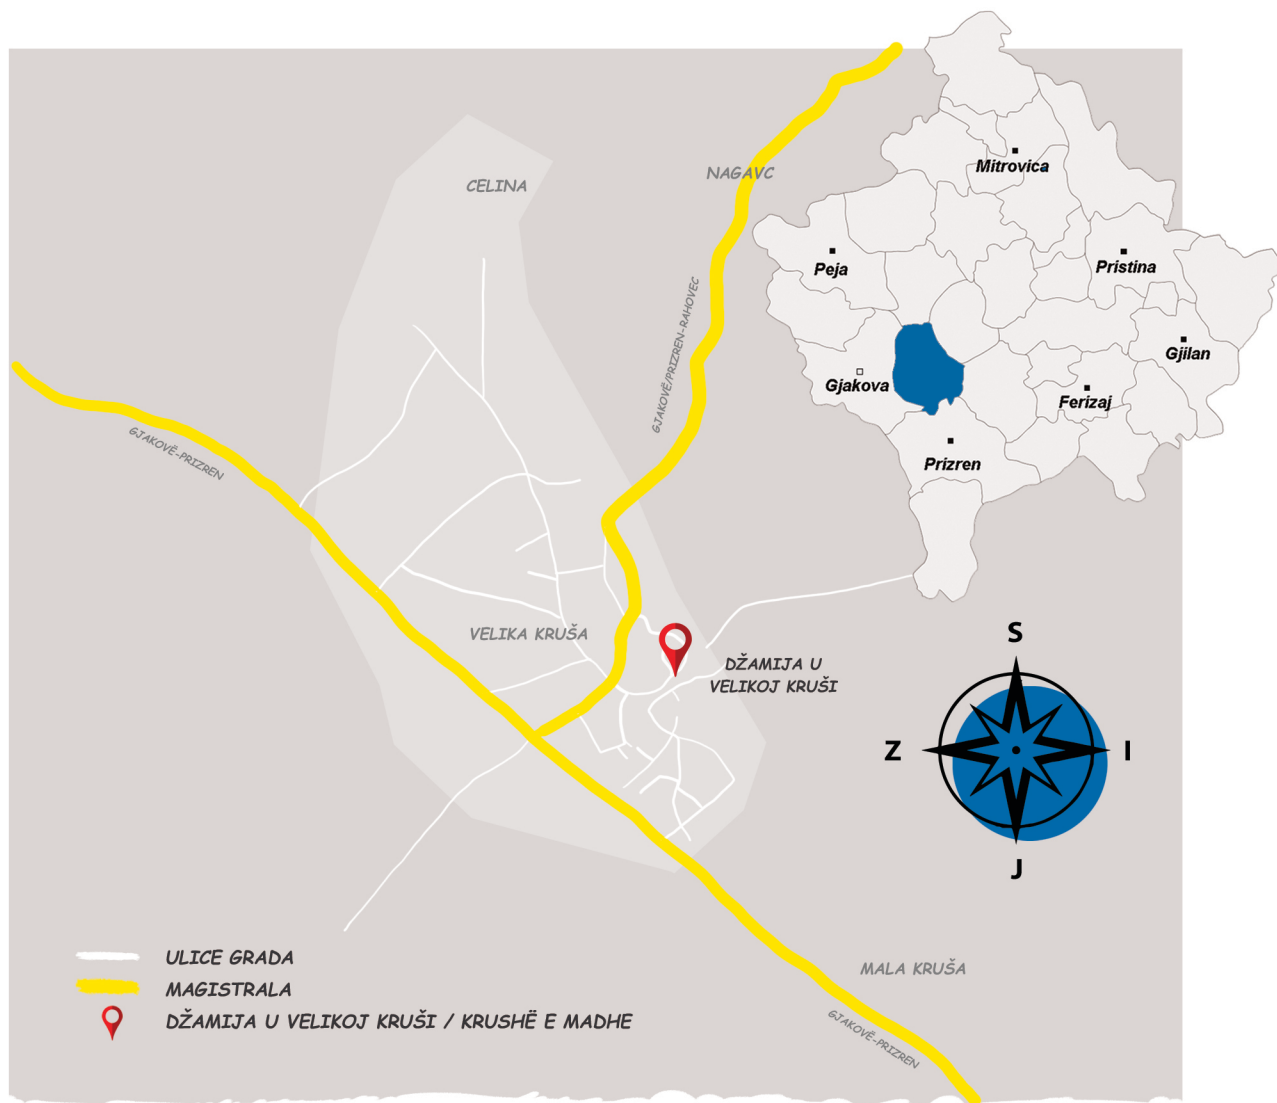 Mitrovica
CELINA
NAGAVC
Peja
Pristina
GJAKOVË/PRIZREN-RAHOVEC
Gjilan
Gjakova
Ferizaj
GJAKOVË-PRIZREN
Prizren
VELIKA KRUŠA
DŽAMIJA U
VELIKOJ KRUŠI
S
Z
I
J
ULICE GRADA
MAGISTRALA
DŽAMIJA U VELIKOJ KRUŠI / KRUSHË E MADHE
MALA KRUŠA
GJAKOVË-PRIZREN